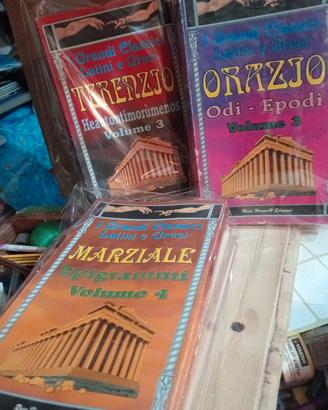 I Grandi Classici
Latini e Greci
TERENZIO
Heautontimorùmenos
Volume 3
I Grandi Classici
Latini e Greci
ORAZIO
Odi - Epodi
Volume 3
I Grandi Classici
Latini e Greci
MARZIALE
Epigrammi
Volume 4